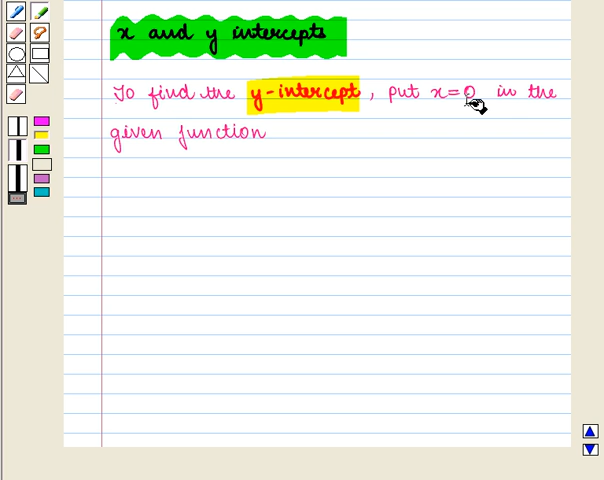 x and y intercepts
To find the y-intercept, put x=0 in the
given function